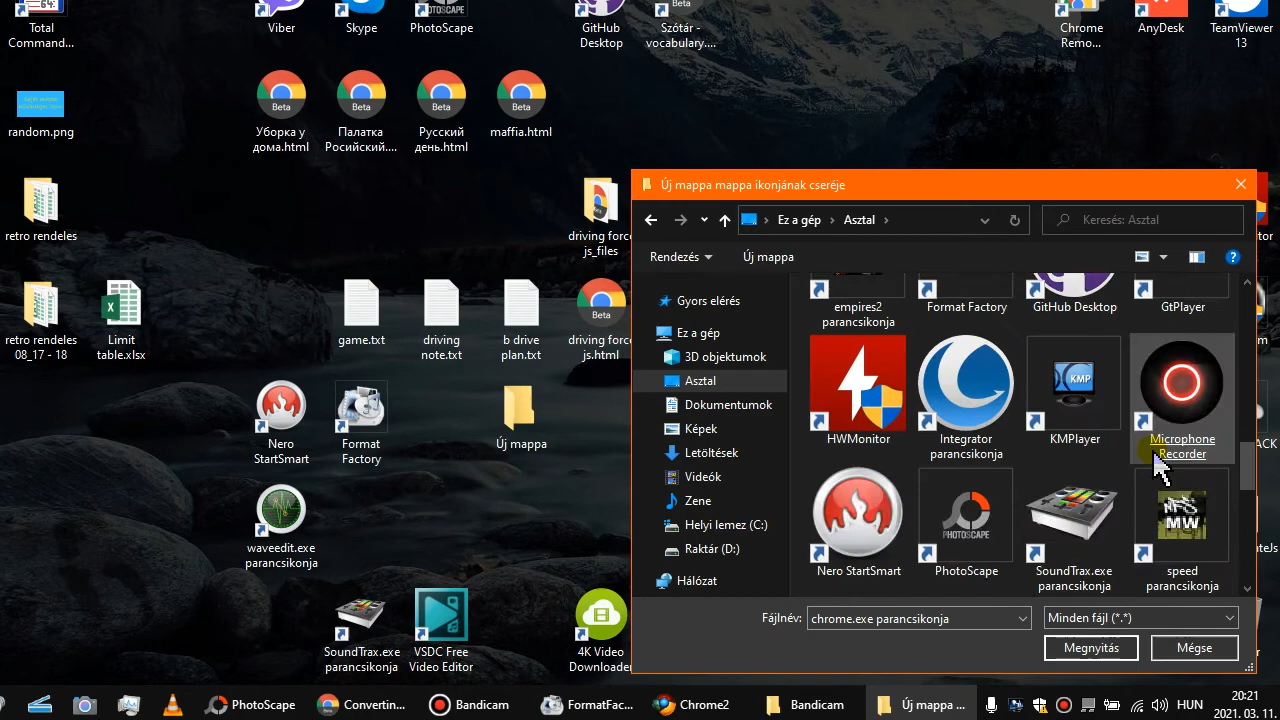 Total
Command...
Viber
Skype
PhotoScape
GitHub
Desktop
Szótár -
vocabulary....
Chrome
Remo...
AnyDesk
TeamViewer
13
random.png
Уборка у
дома.html
Палатка
Росийский....
Русский
день.html
maffia.html
Beta
Beta
Beta
Beta
retro rendeles
driving force
js_files
retro rendeles
08_17 - 18
Limit
table.xlsx
game.txt
driving
note.txt
b drive
plan.txt
driving force
js.html
Nero
StartSmart
Format
Factory
Új mappa
waveedit.exe
parancsikonja
SoundTrax.exe
parancsikonja
VSDC Free
Video Editor
4K Video
Downloader
Új mappa mappa ikonjának cseréje
Ez a gép
Asztal
Keresés: Asztal
Rendezés
Új mappa
Gyors elérés
Ez a gép
3D objektumok
Asztal
Dokumentumok
Képek
Letöltések
Videók
Zene
Helyi lemez (C:)
Raktár (D:)
Hálózat
empires2
parancsikonja
Format Factory
GitHub Desktop
GtPlayer
HWMonitor
Integrator
parancsikonja
KMP
KMPlayer
Microphone
Recorder
Nero StartSmart
PHOTOSCAPE
PhotoScape
SoundTrax.exe
parancsikonja
NFS
MW
speed
parancsikonja
Fájlnév:
chrome.exe parancsikonja
Minden fájl (*.*)
Megnyitás
Mégse
PhotoScape
Convertin...
Bandicam
FormatFac...
Chrome2
Bandicam
Új mappa ...
HUN
20:21
2021. 03. 11.